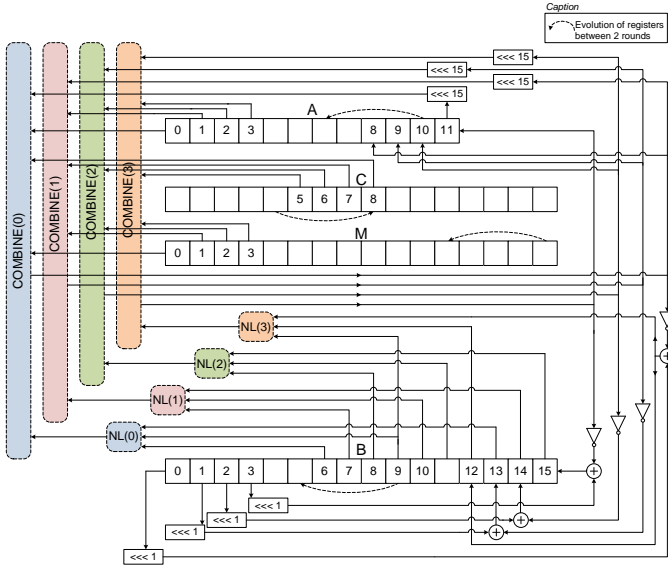 Caption
Evolution of registers
between 2 rounds
<<< 15
<<< 15
<<< 15
<<< 15
A
0 1 2 3 8 9 10 11
C
5 6 7 8
M
0 1 2 3
COMBINE(0)
COMBINE(1)
COMBINE(2)
COMBINE(3)
NL(3)
NL(2)
NL(1)
NL(0)
B
0 1 2 3 6 7 8 9 10 12 13 14 15
<<< 1
<<< 1
<<< 1
<<< 1